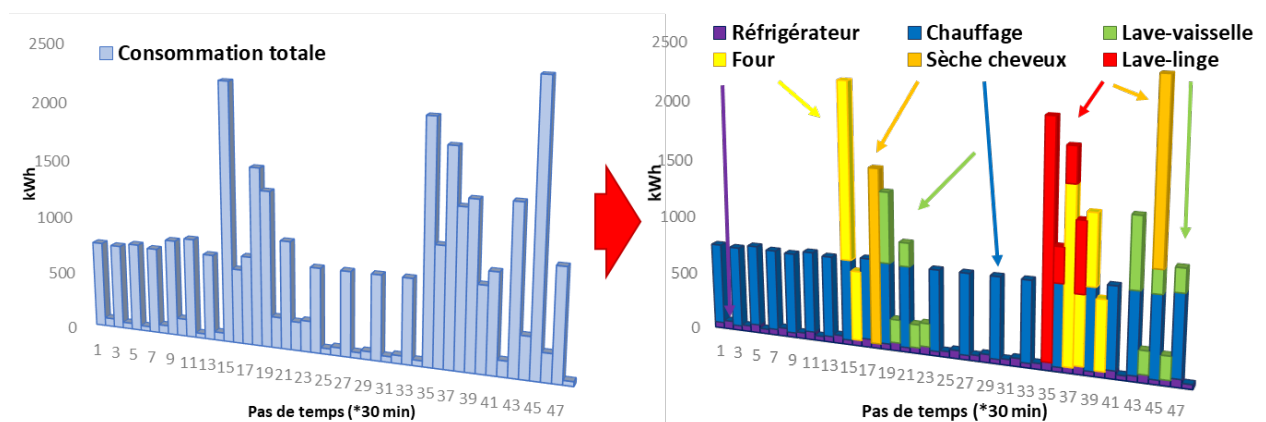 2500
2000
1500
1000
500
0
kWh
Consommation totale
1 3 5 7 9 11 13 15 17 19 21 23 25 27 29 31 33 35 37 39 41 43 45 47
Pas de temps (*30 min)
Réfrigérateur Chauffage Lave-vaisselle
Four Sèche cheveux Lave-linge
2500
2000
1500
1000
500
0
kWh
1 3 5 7 9 11 13 15 17 19 21 23 25 27 29 31 33 35 37 39 41 43 45 47
Pas de temps (*30 min)